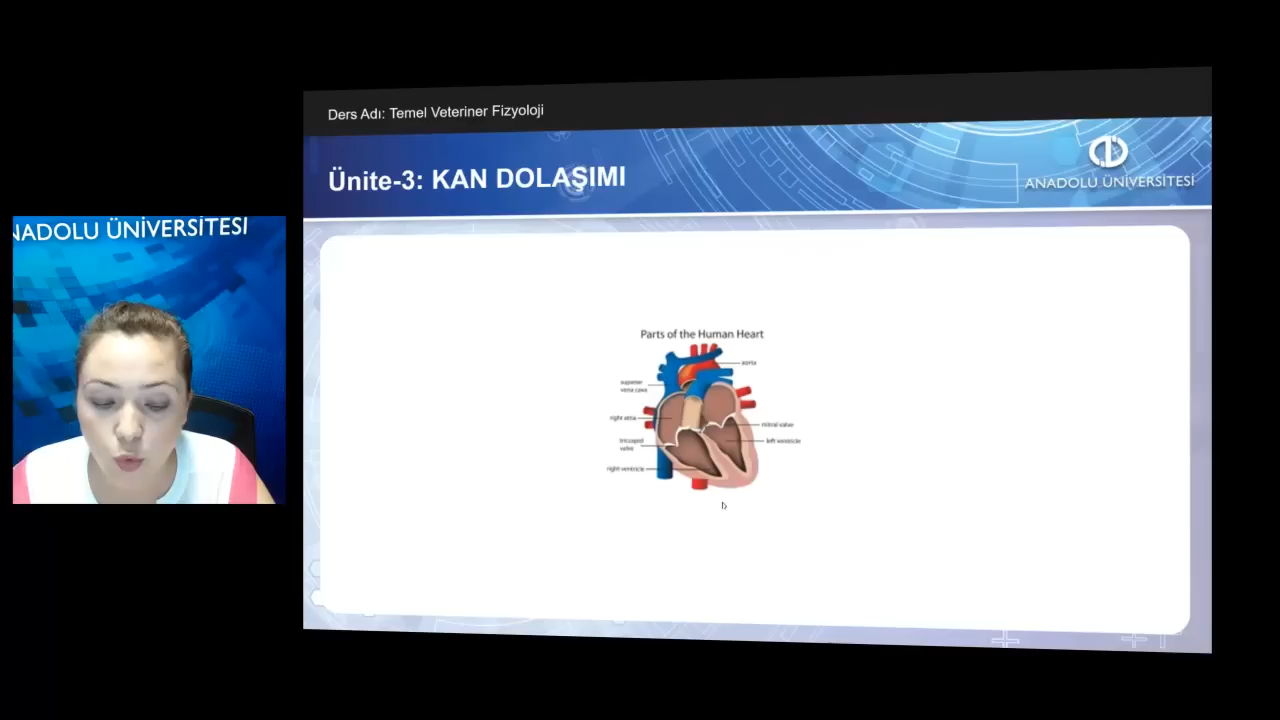 Ders Adı: Temel Veteriner Fizyoloji
Ünite-3: KAN DOLAŞIMI
ANADOLU ÜNİVERSİTESİ
NADOLU ÜNİVERSİTESİ
Parts of the Human Heart
aorta
superior
vena cava
right atria
mitral valve
tricuspid
valve
left ventricle
right ventricle